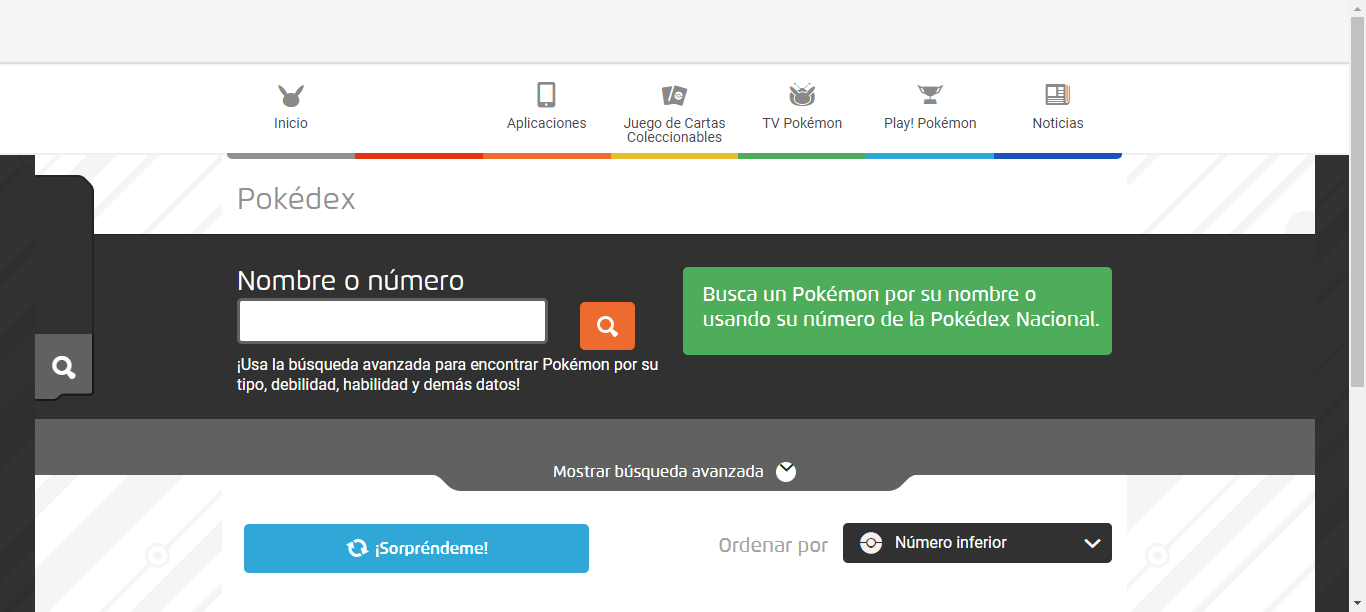 Inicio
Aplicaciones
Juego de Cartas
Coleccionables
TV Pokémon
Play! Pokémon
Noticias
Pokédex
Nombre o número
¡Usa la búsqueda avanzada para encontrar Pokémon por su
tipo, debilidad, habilidad y demás datos!
Busca un Pokémon por su nombre o
usando su número de la Pokédex Nacional.
Mostrar búsqueda avanzada
¡Sorpréndeme!
Ordenar por
Número inferior